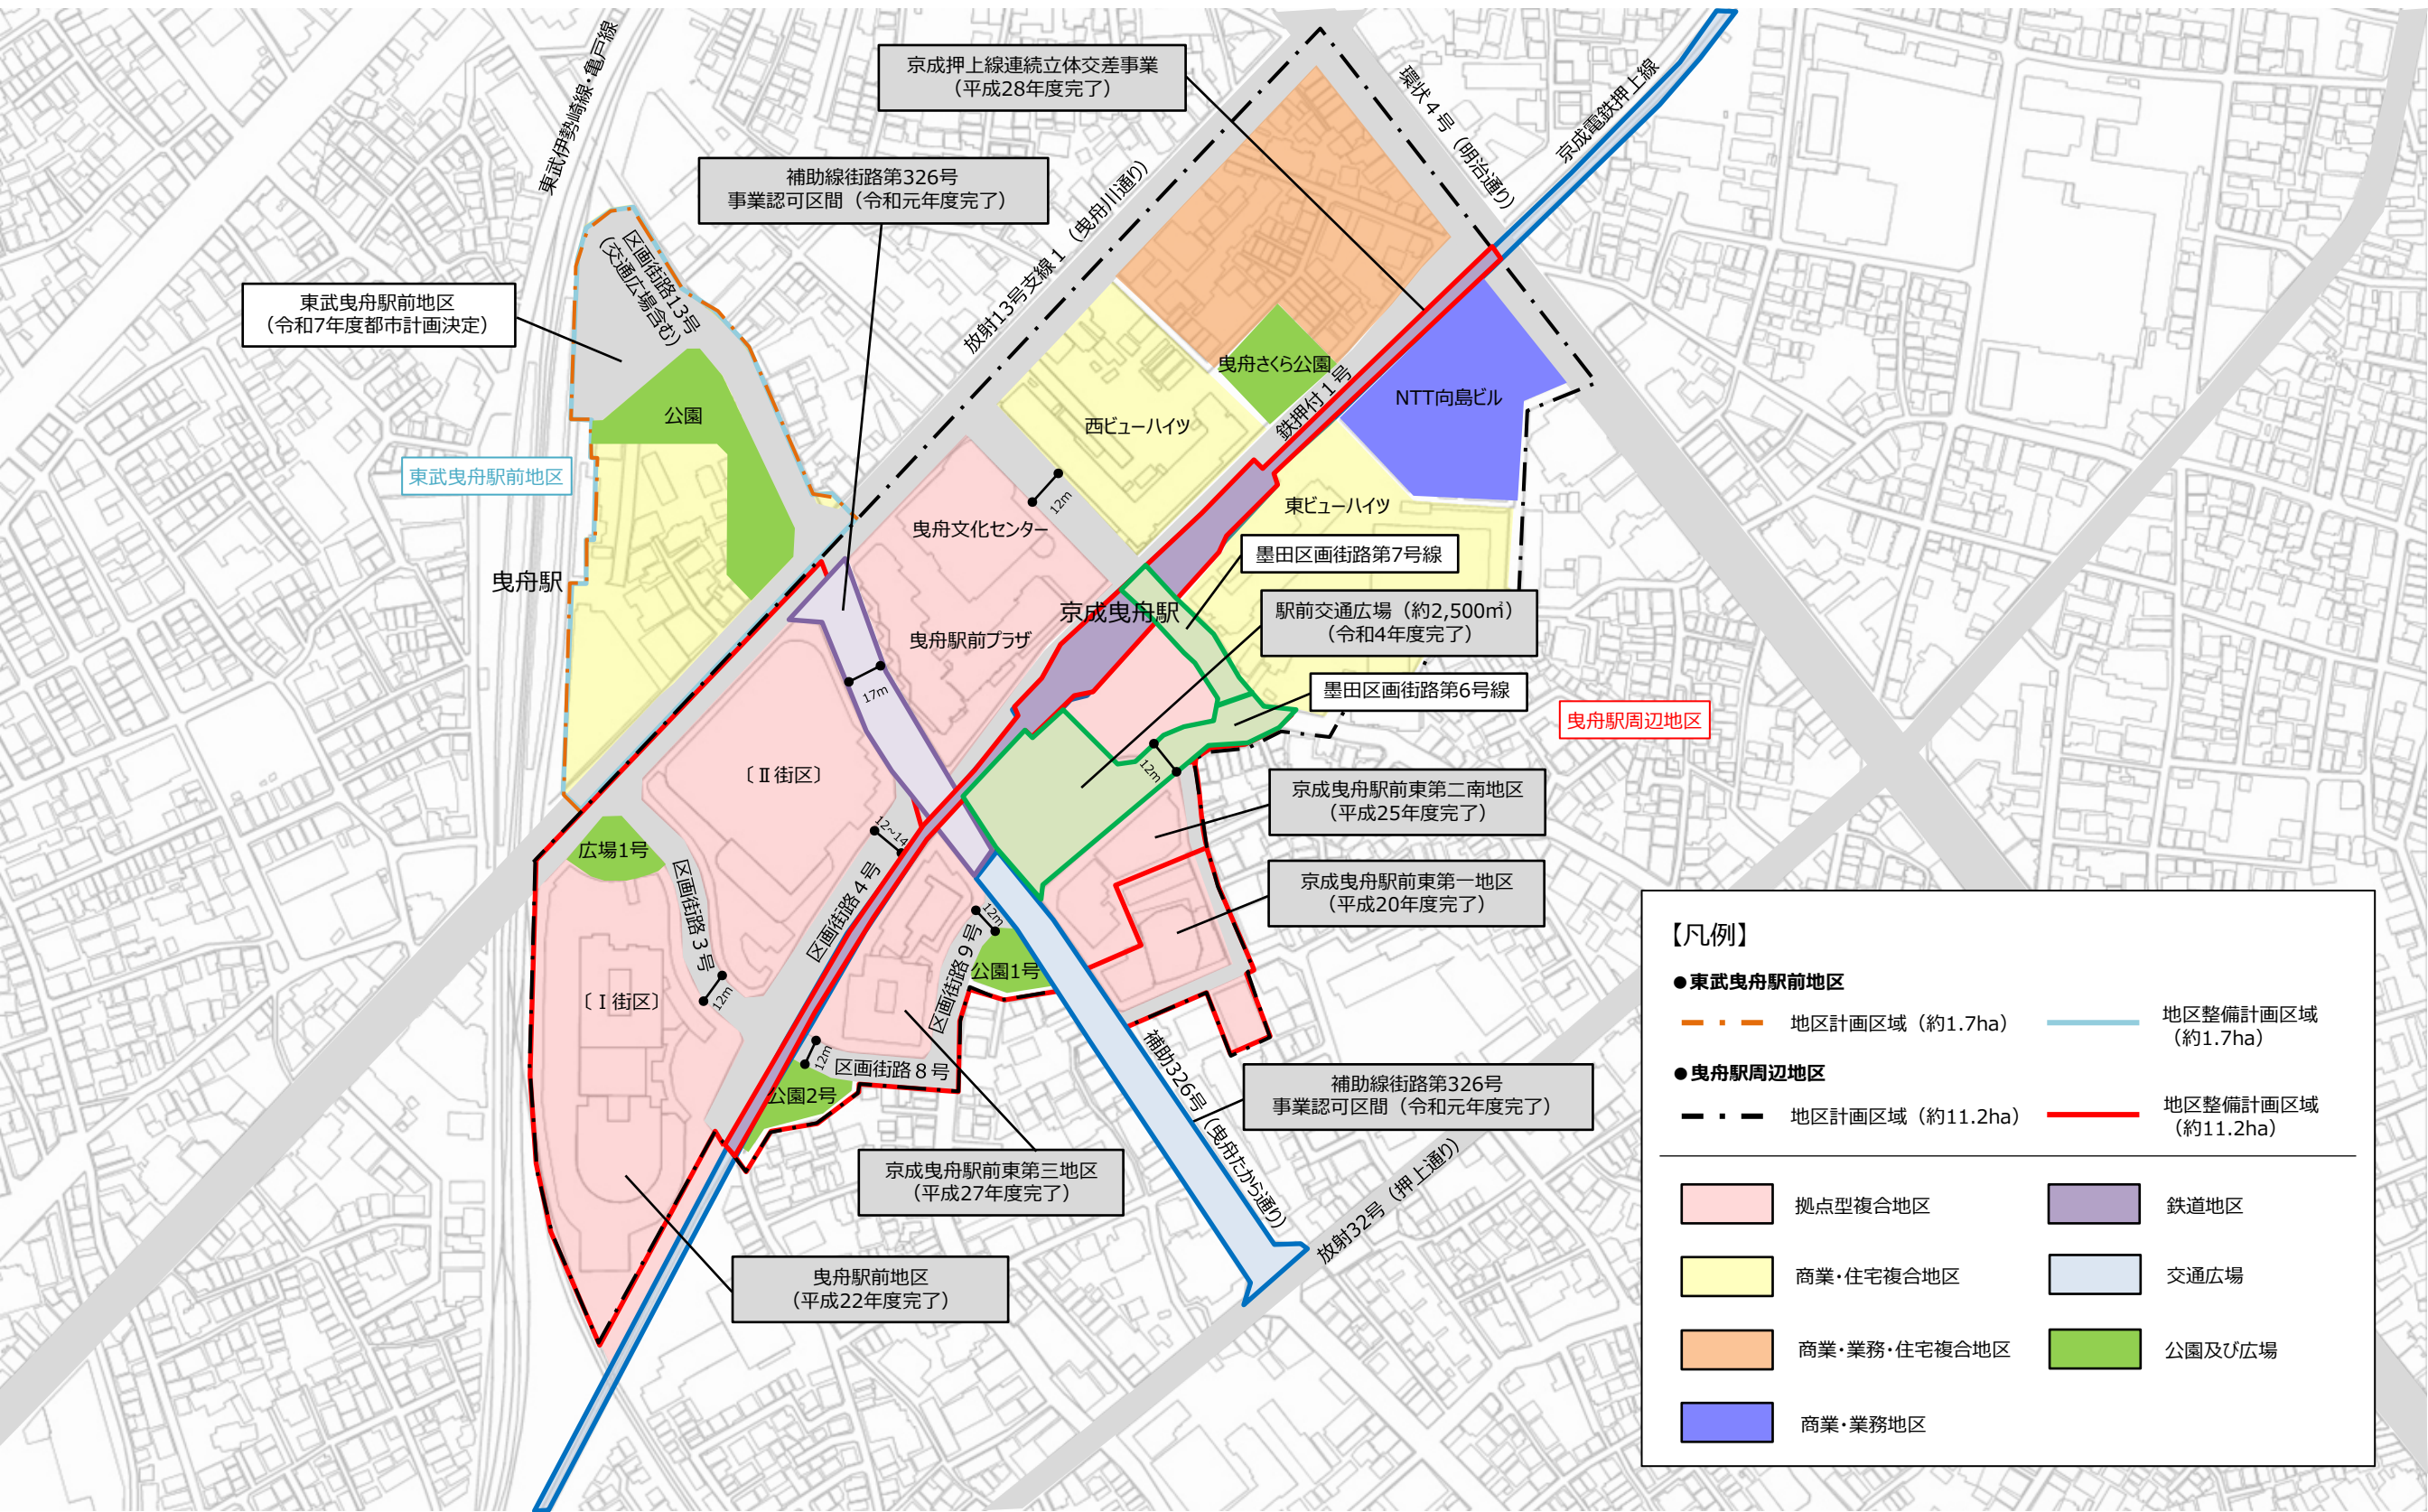 東武伊勢崎線・亀戸線
京成押上線連続立体交差事業
（平成28年度完了）
環状４号（明治通り）
京成電鉄押上線
補助線街路第326号
事業認可区間（令和元年度完了）
放射13号支線１（曳舟川通り）
区画街路13号
（交通広場含む）
東武曳舟駅前地区
（令和7年度都市計画決定）
公園
曳舟さくら公園
鉄押付１号
NTT向島ビル
西ビューハイツ
東武曳舟駅前地区
12m
東ビューハイツ
曳舟文化センター
墨田区画街路第7号線
曳舟駅
京成曳舟駅
駅前交通広場（約2,500㎡）
（令和4年度完了）
曳舟駅前プラザ
17m
墨田区画街路第6号線
曳舟駅周辺地区
〔Ⅱ街区〕
12m
京成曳舟駅前東第二南地区
（平成25年度完了）
12~14
広場1号
区画街路３号
区画街路４号
京成曳舟駅前東第一地区
（平成20年度完了）
12m
区画街路９号
公園1号
〔Ⅰ街区〕
12m
12m
区画街路８号
公園2号
補助326号（曳舟たから通り）
補助線街路第326号
事業認可区間（令和元年度完了）
京成曳舟駅前東第三地区
（平成27年度完了）
放射32号（押上通り）
曳舟駅前地区
（平成22年度完了）
【凡例】
●東武曳舟駅前地区
地区計画区域（約1.7ha）
地区整備計画区域
（約1.7ha）
●曳舟駅周辺地区
地区計画区域（約11.2ha）
地区整備計画区域
（約11.2ha）
拠点型複合地区
鉄道地区
商業・住宅複合地区
交通広場
商業・業務・住宅複合地区
公園及び広場
商業・業務地区